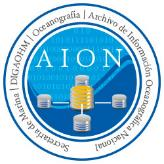 Secretaría de Marina | DIGAOHM | Oceanografía | Archivo de Información Oceanográfica Nacional
AION